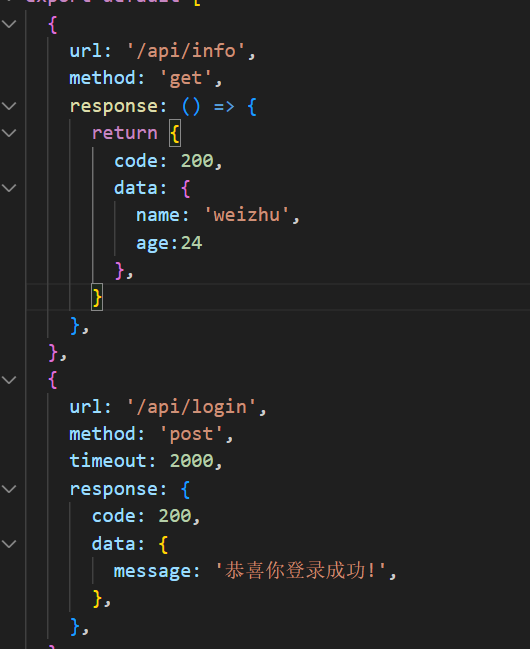 export default [
{
url: '/api/info',
method: 'get',
response: () => {
return {
code: 200,
data: {
name: 'weizhu',
age:24
},
}
},
},
{
url: '/api/login',
method: 'post',
timeout: 2000,
response: {
code: 200,
data: {
message: '恭喜你登录成功!',
},
},